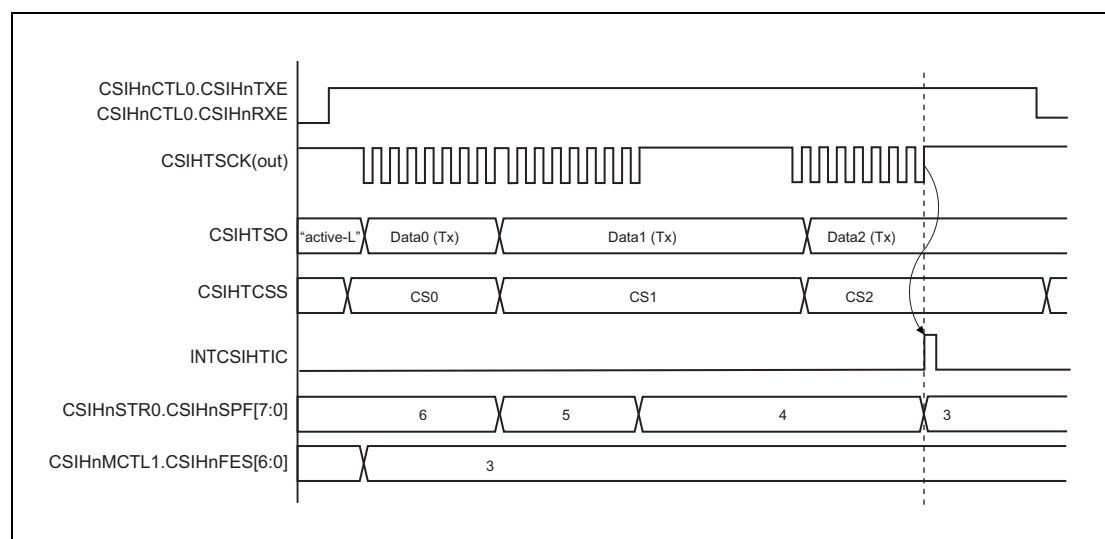 CSIHnCTL0.CSIHnTXE
CSIHnCTL0.CSIHnRXE
CSIHTSCK(out)
CSIHTSO
"active-L"
Data0 (Tx)
Data1 (Tx)
Data2 (Tx)
CSIHTCSS
CS0
CS1
CS2
INTCSIHTIC
CSIHnSTR0.CSIHnSPF[7:0]
6
5
4
3
CSIHnMCTL1.CSIHnFES[6:0]
3